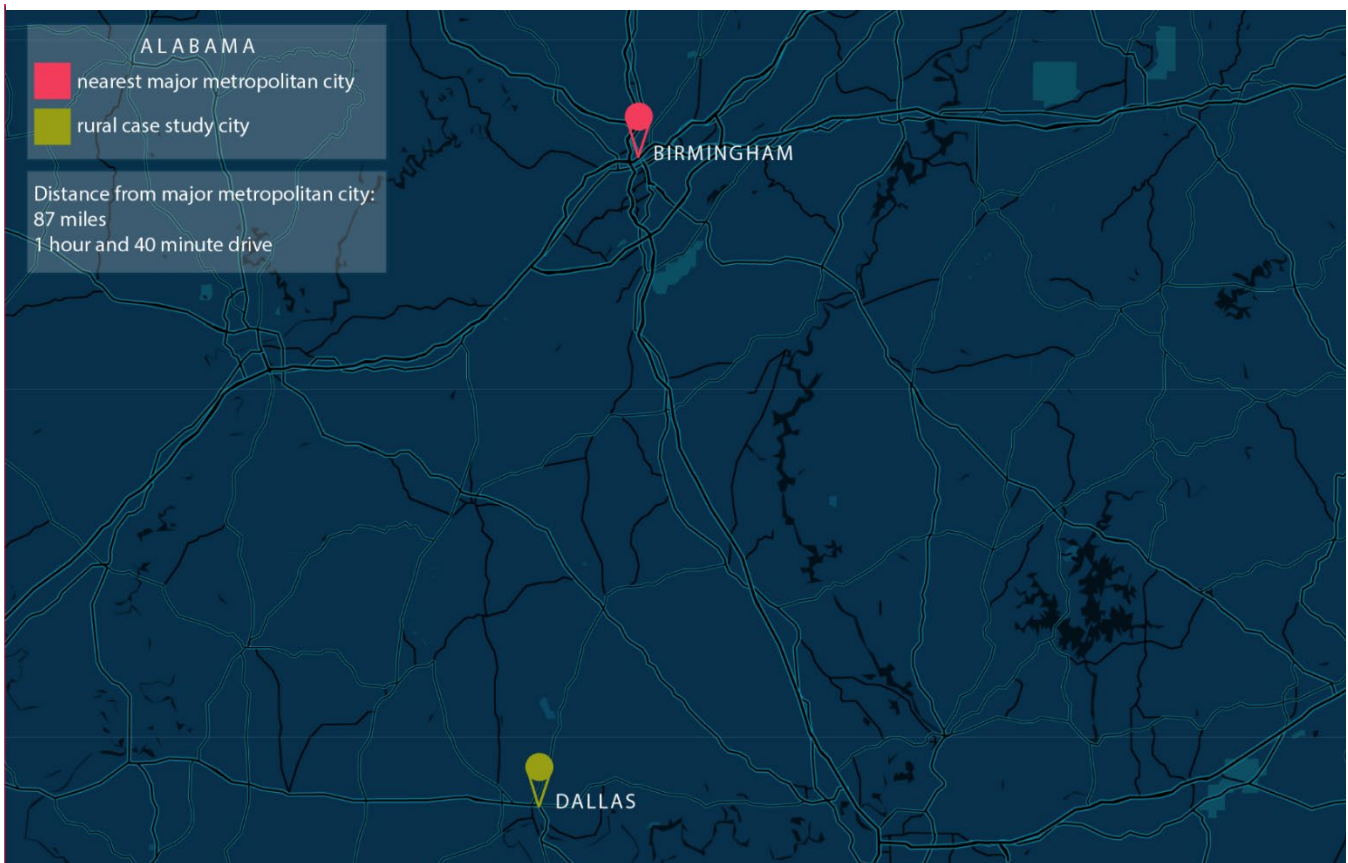 ALABAMA
nearest major metropolitan city
rural case study city
Distance from major metropolitan city:
87 miles
1 hour and 40 minute drive
BIRMINGHAM
DALLAS